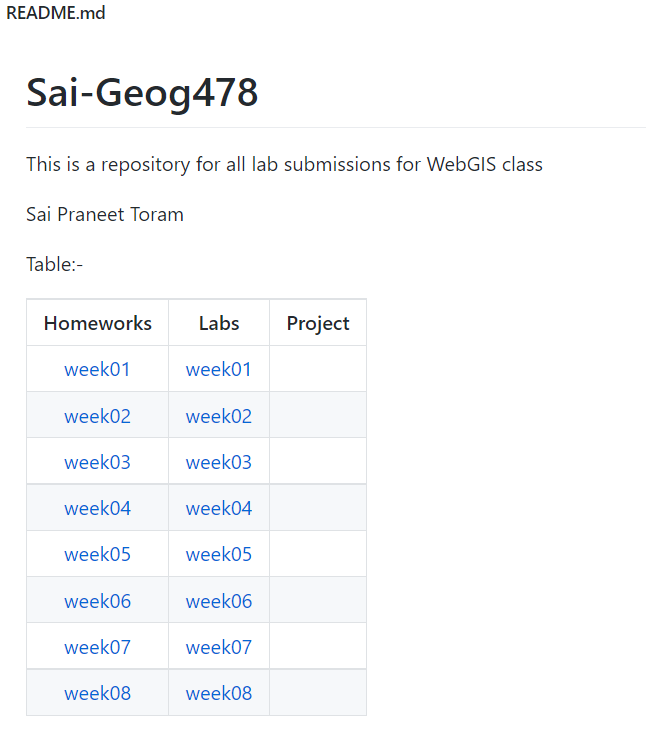 README.md
Sai-Geog478
This is a repository for all lab submissions for WebGIS class
Sai Praneet Toram
Table:-
Homeworks Labs Project
week01 week01
week02 week02
week03 week03
week04 week04
week05 week05
week06 week06
week07 week07
week08 week08